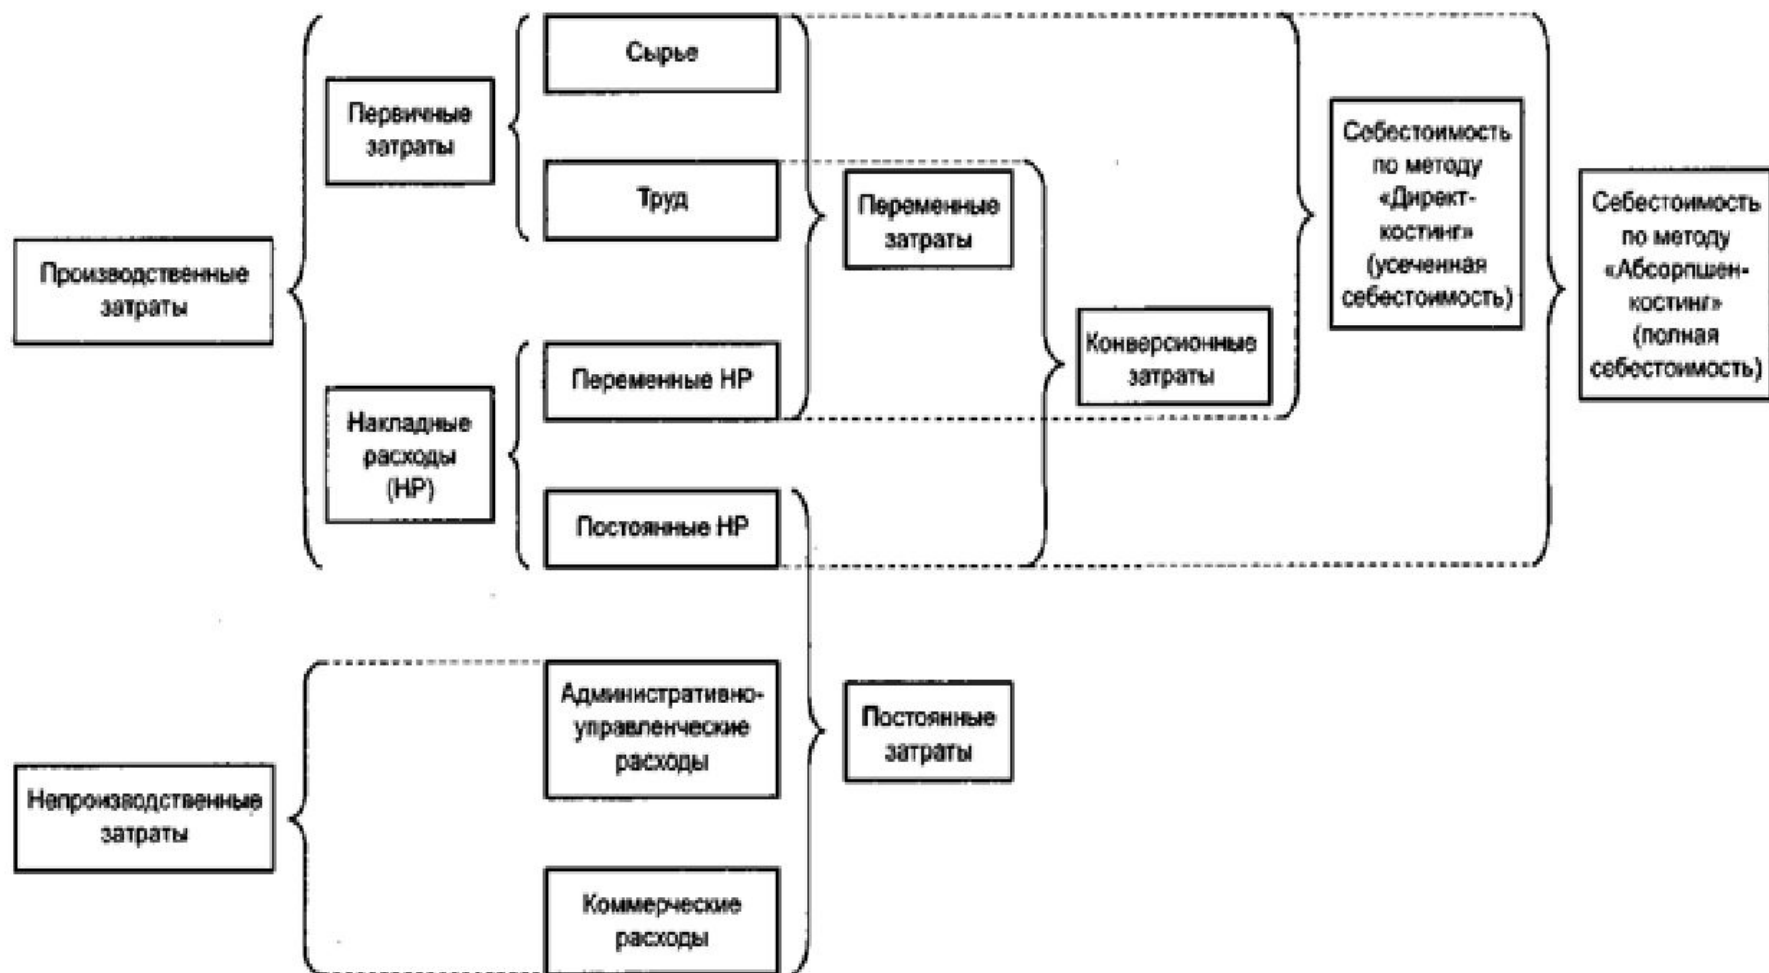 Сырье
Первичные
затраты
Труд
Переменные
затраты
Себестоимость
по методу
«Директ-
костинг»
(усеченная
себестоимость)
Себестоимость
по методу
«Абсорпшен-
костинг»
(полная
себестоимость)
Производственные
затраты
Конверсионные
затраты
Переменные НР
Накладные
расходы
(НР)
Постоянные НР
Административно-
управленческие
расходы
Постоянные
затраты
Непроизводственные
затраты
Коммерческие
расходы